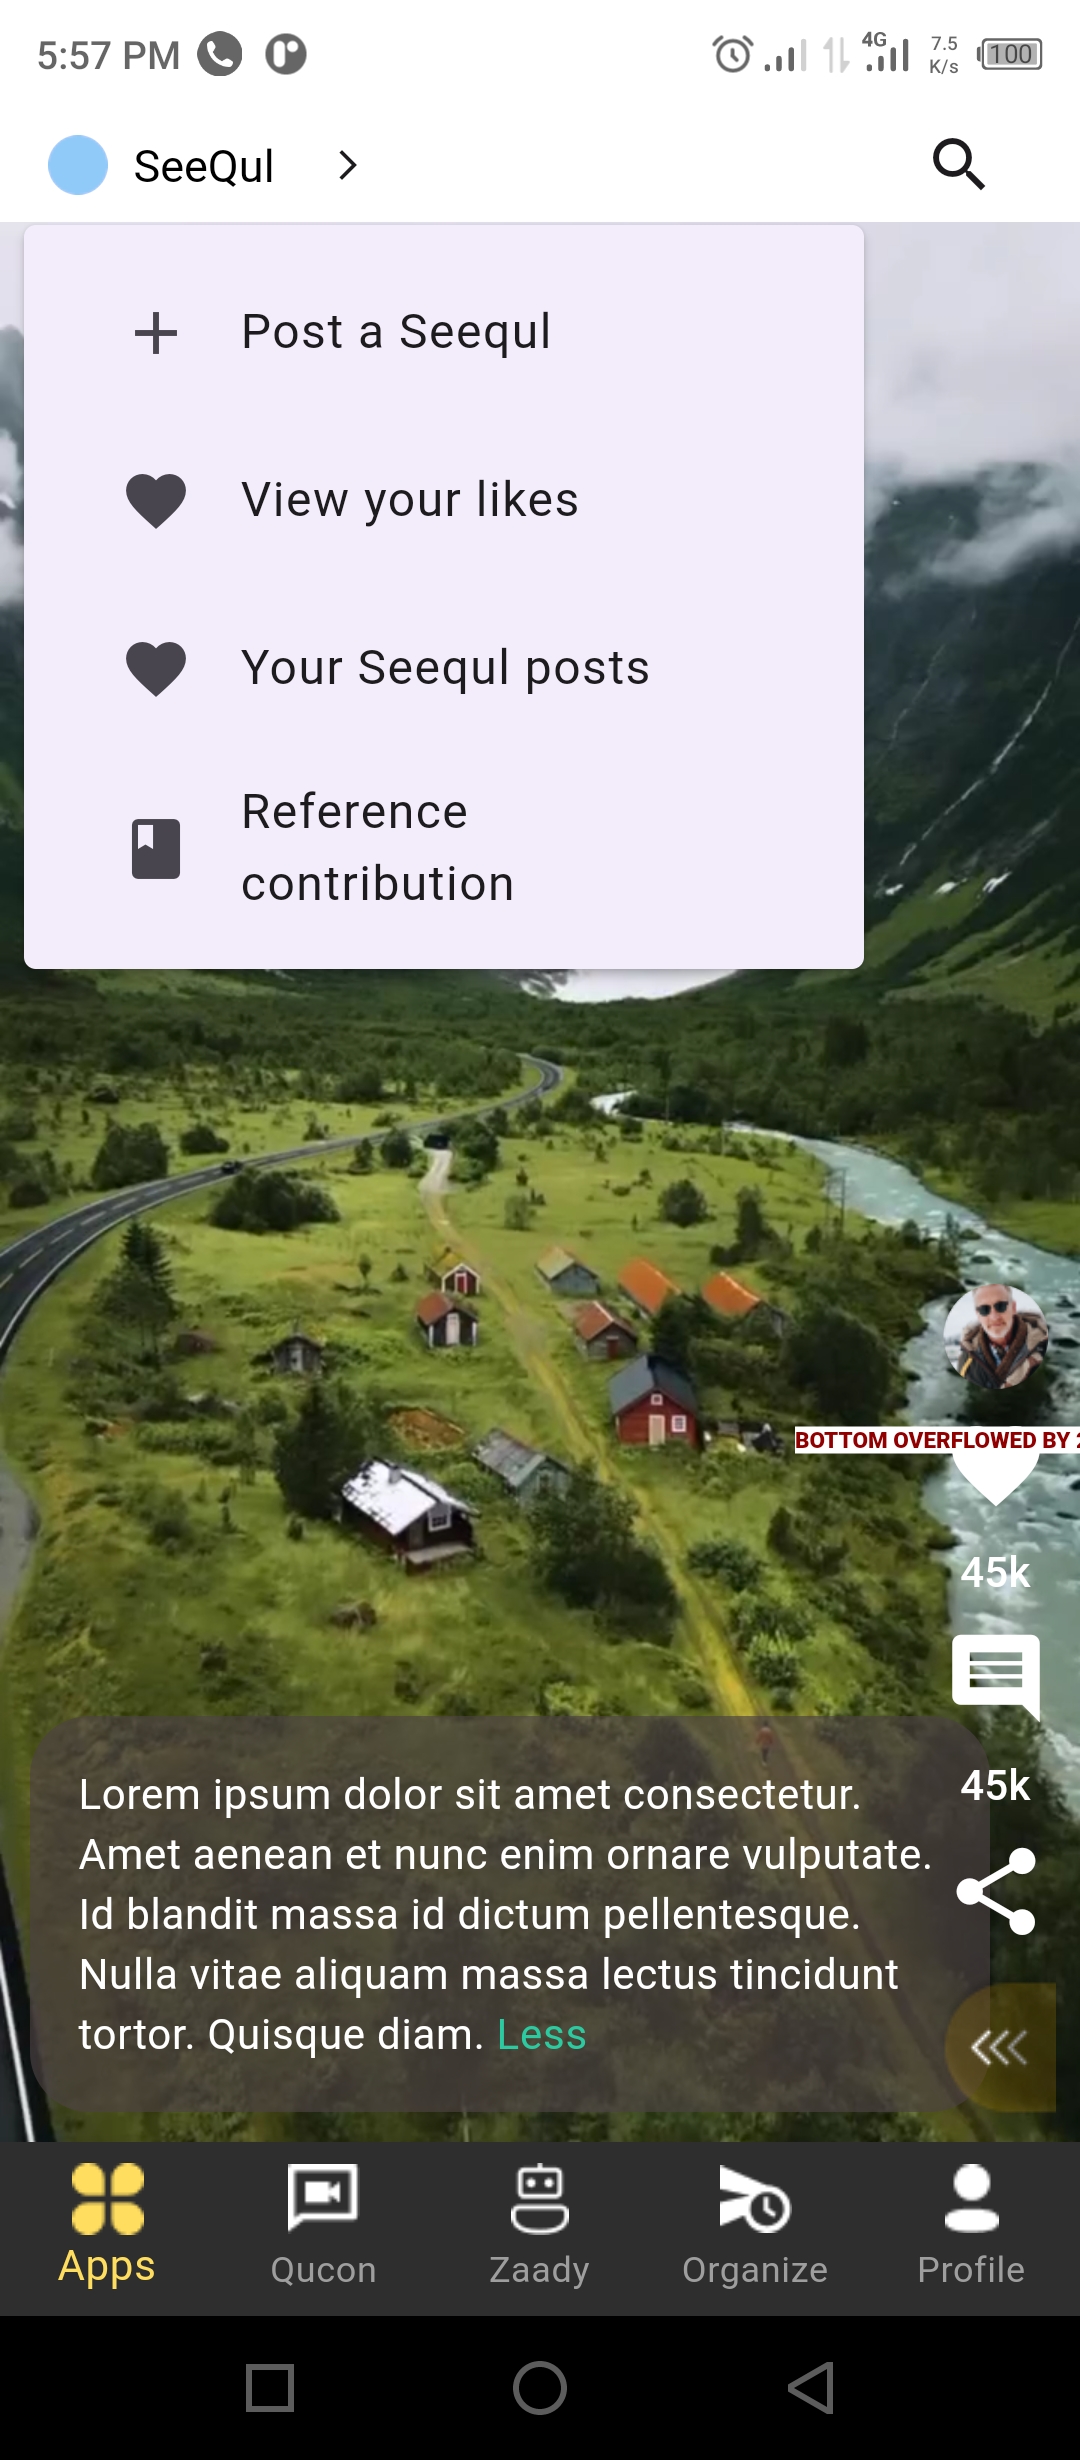 5:57 PM
4G
7.5
K/s
100
SeeQul
Post a Seequl
View your likes
Your Seequl posts
Reference
contribution
BOTTOM OVERFLOWED BY
45k
45k
Lorem ipsum dolor sit amet consectetur.
Amet aenean et nunc enim ornare vulputate.
Id blandit massa id dictum pellentesque.
Nulla vitae aliquam massa lectus tincidunt
tortor. Quisque diam. Less
Apps
Qucon
Zaady
Organize
Profile